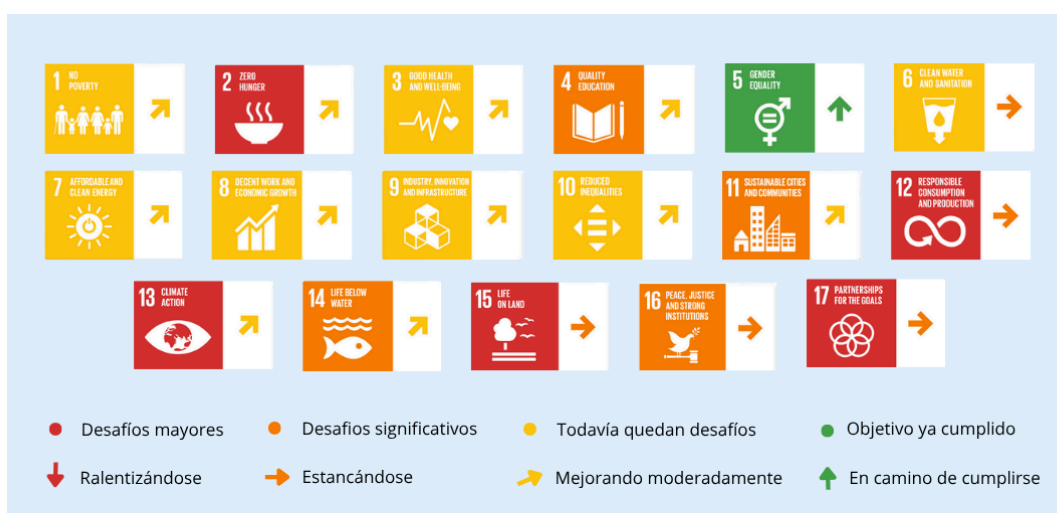 1 NO
POVERTY
2 ZERO
HUNGER
3 GOOD HEALTH
AND WELL-BEING
4 QUALITY
EDUCATION
5 GENDER
EQUALITY
6 CLEAN WATER
AND SANITATION
7 AFFORDABLE AND
CLEAN ENERGY
8 DECENT WORK AND
ECONOMIC GROWTH
9 INDUSTRY, INNOVATION
AND INFRASTRUCTURE
10 REDUCED
INEQUALITIES
11 SUSTAINABLE CITIES
AND COMMUNITIES
12 RESPONSIBLE
CONSUMPTION
AND PRODUCTION
13 CLIMATE
ACTION
14 LIFE BELOW
WATER
15 LIFE
ON LAND
16 PEACE, JUSTICE
AND STRONG
INSTITUTIONS
17 PARTNERSHIPS
FOR THE GOALS
Desafíos mayores
Desafios significativos
Todavía quedan desafíos
Objetivo ya cumplido
Ralentizándose
Estancándose
Mejorando moderadamente
En camino de cumplirse